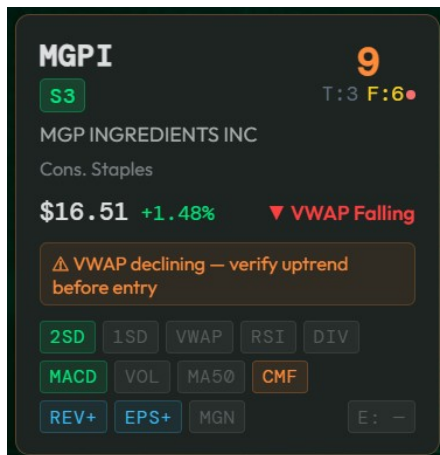 MGPI 9
S3 T:3 F:6
MGP INGREDIENTS INC
Cons. Staples
$16.51 +1.48% ▼ VWAP Falling
⚠ VWAP declining — verify uptrend
before entry
2SD 1SD VWAP RSI DIV
MACD VOL MA50 CMF
REV+ EPS+ MGN E: —